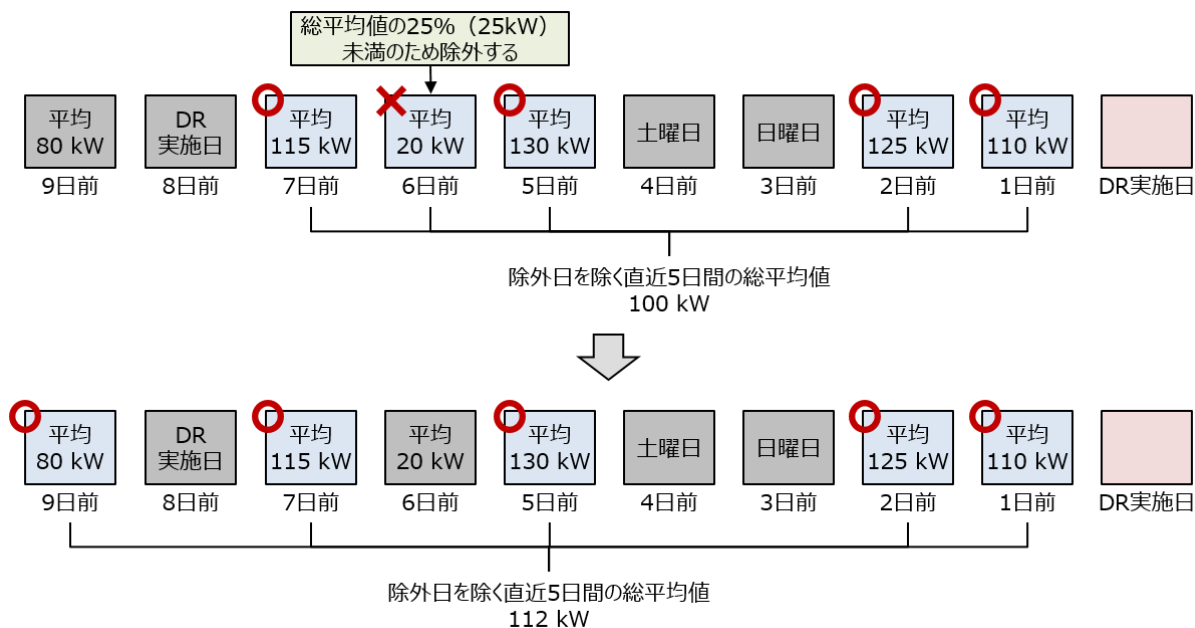 総平均値の25%（25kW）
未満のため除外する
平均
80 kW
DR
実施日
平均
115 kW
平均
20 kW
平均
130 kW
土曜日
日曜日
平均
125 kW
平均
110 kW
9日前
8日前
7日前
6日前
5日前
4日前
3日前
2日前
1日前
DR実施日
除外日を除く直近5日間の総平均値
100 kW
平均
80 kW
DR
実施日
平均
115 kW
平均
20 kW
平均
130 kW
土曜日
日曜日
平均
125 kW
平均
110 kW
9日前
8日前
7日前
6日前
5日前
4日前
3日前
2日前
1日前
DR実施日
除外日を除く直近5日間の総平均値
112 kW